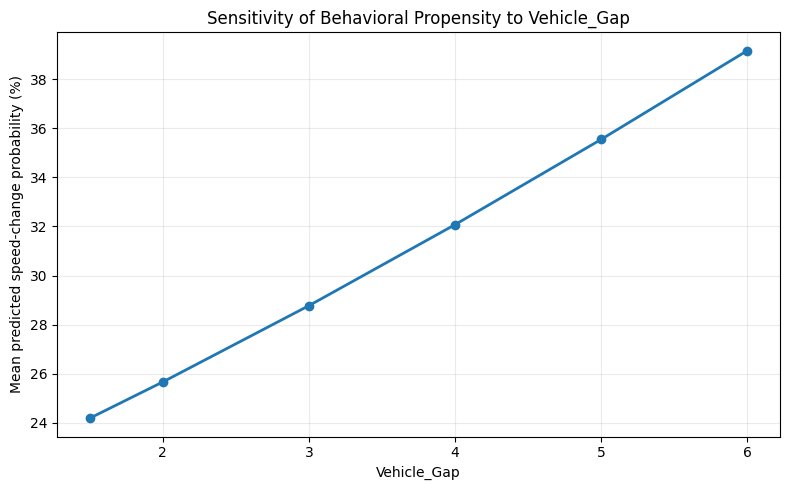 Sensitivity of Behavioral Propensity to Vehicle_Gap
Mean predicted speed-change probability (%)
38
36
34
32
30
28
26
24
2 3 4 5 6
Vehicle_Gap